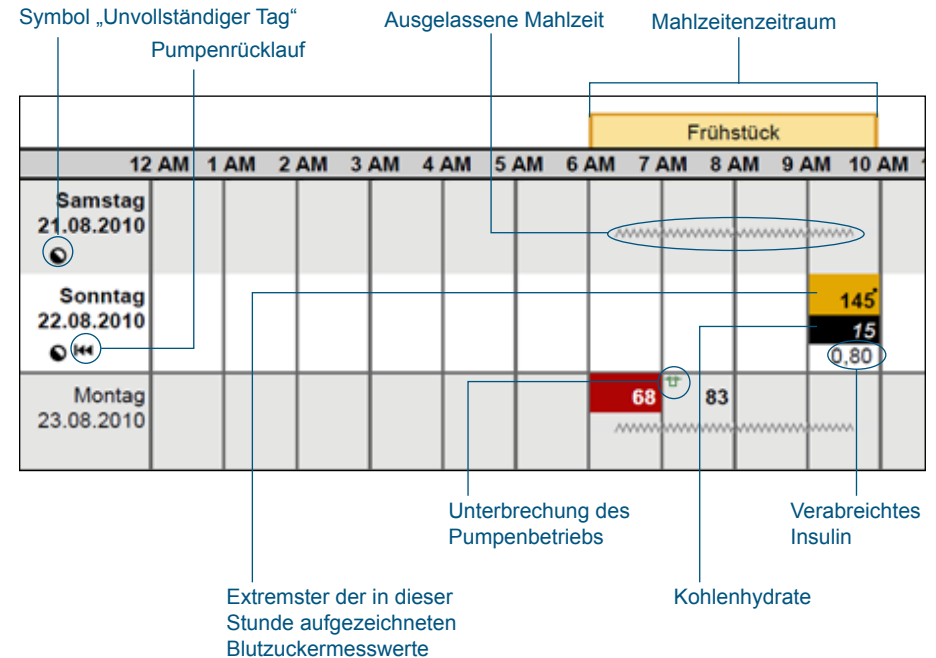 Symbol „Unvollständiger Tag“
Ausgelassene Mahlzeit
Mahlzeitenzeitraum
Pumpenrücklauf
Frühstück
12 AM 1 AM 2 AM 3 AM 4 AM 5 AM 6 AM 7 AM 8 AM 9 AM 10 AM
Samstag
21.08.2010
Sonntag
22.08.2010
145
15
0,80
Montag
23.08.2010
68 83
Unterbrechung des
Pumpenbetriebs
Verabreichtes
Insulin
Extremster der in dieser
Stunde aufgezeichneten
Blutzuckermesswerte
Kohlenhydrate